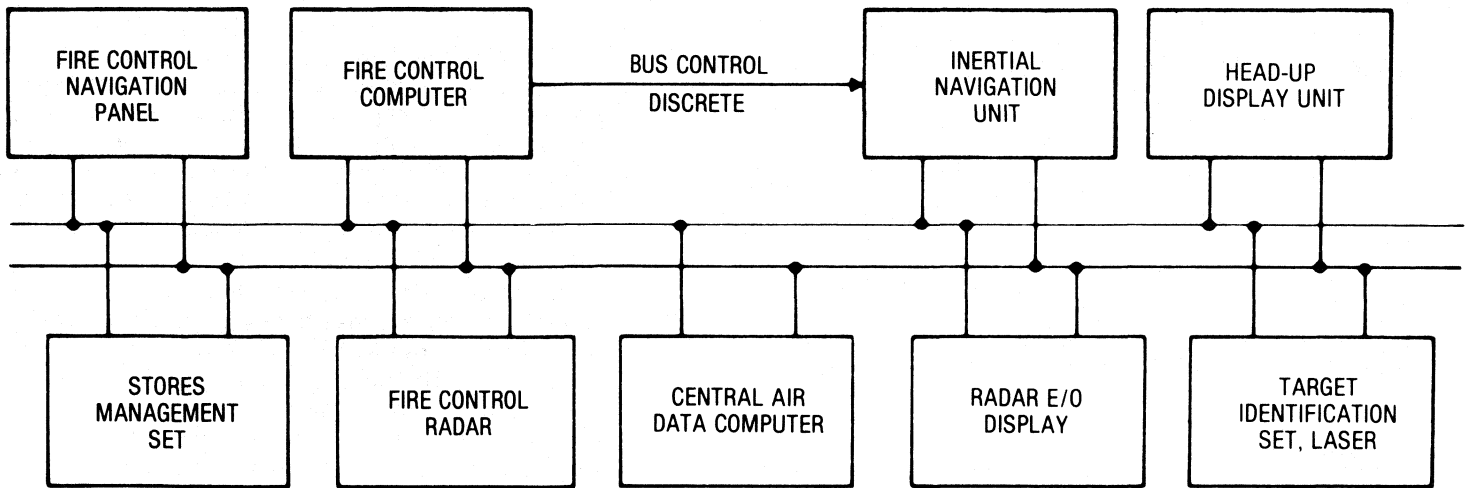 FIRE CONTROL
NAVIGATION
PANEL
FIRE CONTROL
COMPUTER
BUS CONTROL
DISCRETE
INERTIAL
NAVIGATION
UNIT
HEAD-UP
DISPLAY UNIT
STORES
MANAGEMENT
SET
FIRE CONTROL
RADAR
CENTRAL AIR
DATA COMPUTER
RADAR E/O
DISPLAY
TARGET
IDENTIFICATION
SET, LASER